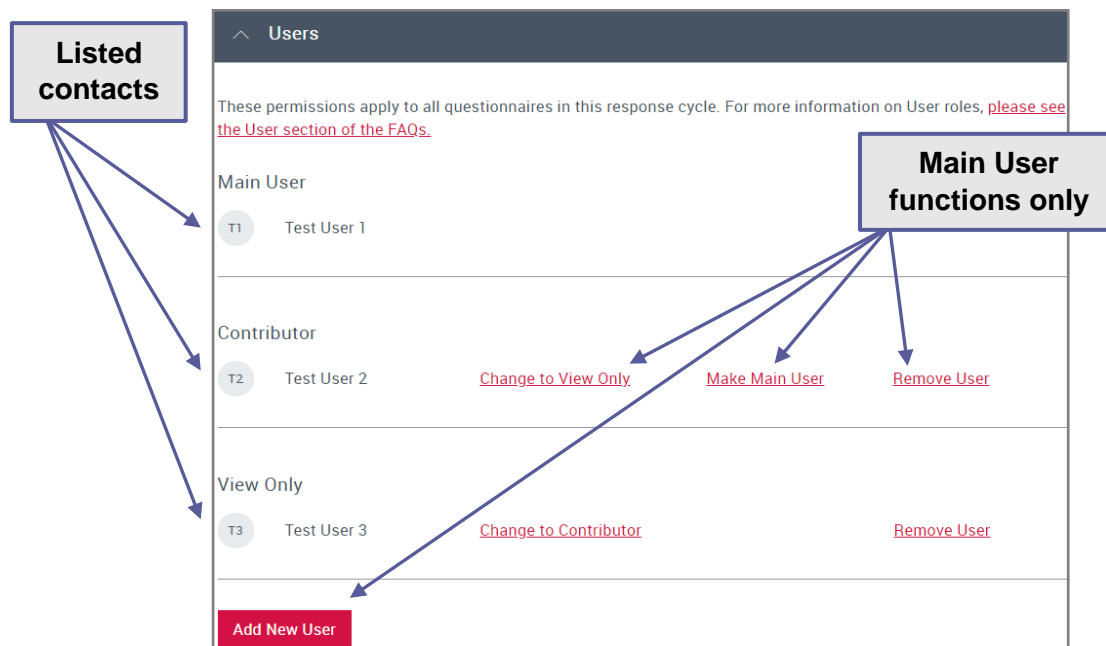 Listed
contacts
Users
These permissions apply to all questionnaires in this response cycle. For more information on User roles, please see
the User section of the FAQs.
Main User
functions only
Main User
T1 Test User 1
Contributor
T2 Test User 2 Change to View Only Make Main User Remove User
View Only
T3 Test User 3 Change to Contributor Remove User
Add New User